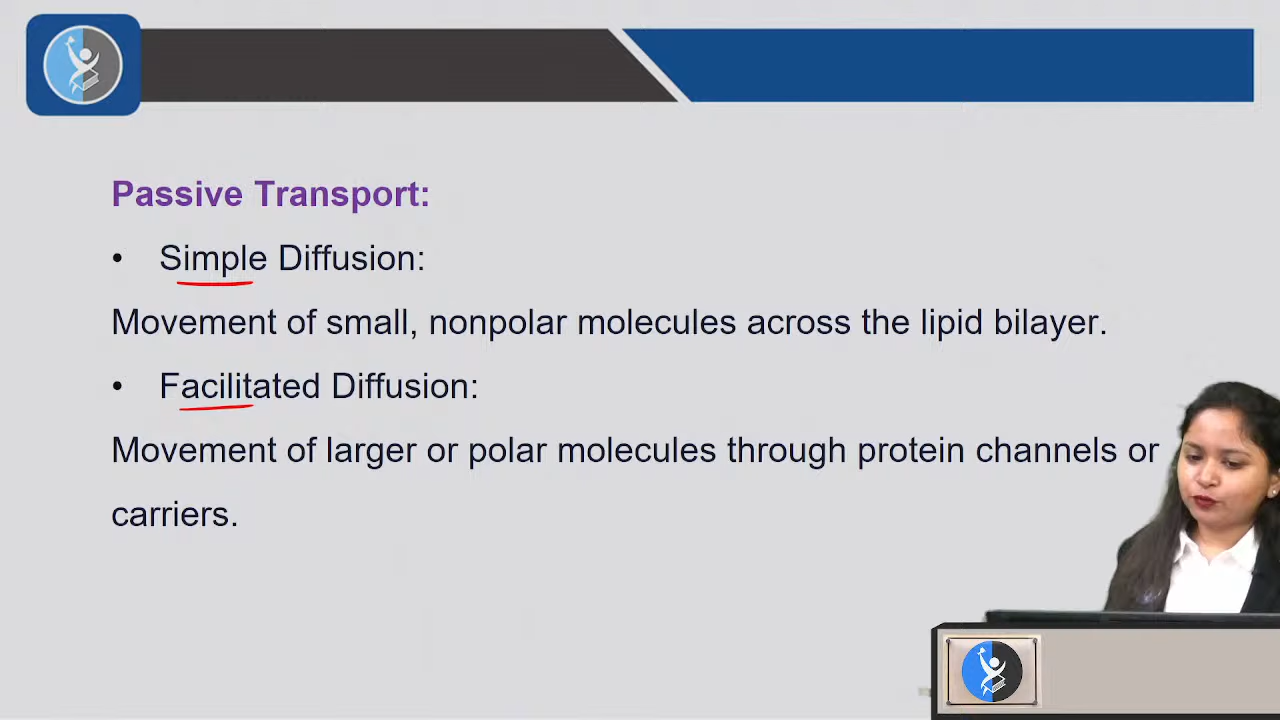 Passive Transport:
• Simple Diffusion:
Movement of small, nonpolar molecules across the lipid bilayer.
• Facilitated Diffusion:
Movement of larger or polar molecules through protein channels or
carriers.